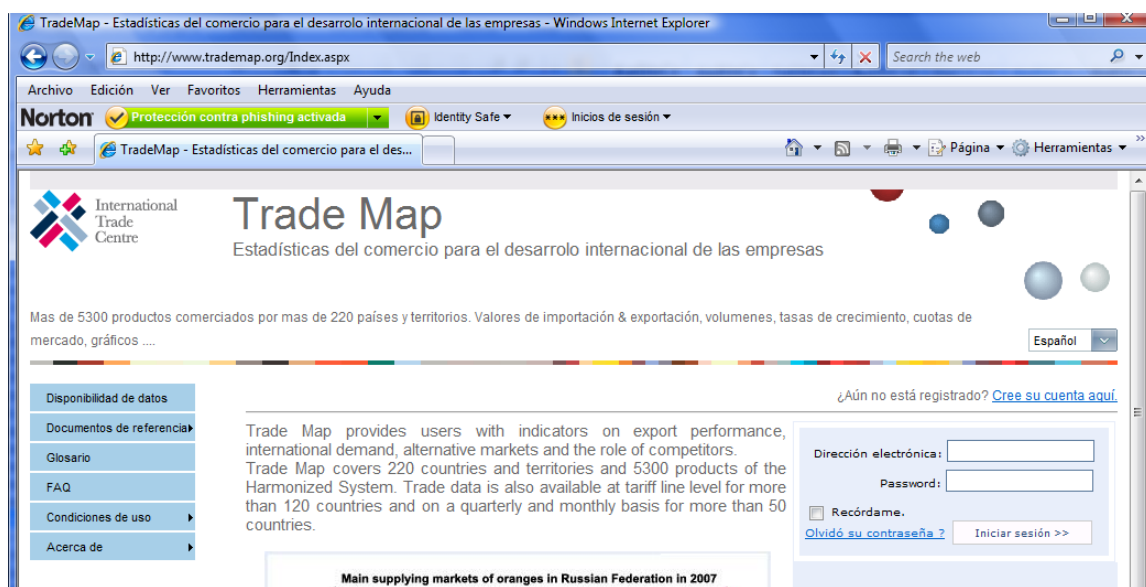 TradeMap - Estadísticas del comercio para el desarrolo internacional de las empresas - Windows Internet Explorer
http://www.trademap.org/Index.aspx
Search the web
Archivo Edición Ver Favoritos Herramientas Ayuda
Norton Protección contra phishing activada Identity Safe Inicios de sesión
TradeMap - Estadísticas del comercio para el des...
Página Herramientas
International
Trade
Centre
Trade Map
Estadísticas del comercio para el desarrolo internacional de las empresas
Mas de 5300 productos comerciados por mas de 220 países y territorios. Valores de importación & exportación, volumenes, tasas de crecimiento, cuotas de
mercado, gráficos ....
Español
Disponibilidad de datos
Documentos de referencia
Glosario
FAQ
Condiciones de uso
Acerca de
¿Aún no está registrado? Cree su cuenta aquí.
Trade Map provides users with indicators on export performance,
international demand, alternative markets and the role of competitors.
Trade Map covers 220 countries and territories and 5300 products of the
Harmonized System. Trade data is also available at tariff line level for more
than 120 countries and on a quarterly and monthly basis for more than 50
countries.
Dirección electrónica:
Password:
Recórdame.
Olvidó su contraseña ? Iniciar sesión >>
Main supplying markets of oranges in Russian Federation in 2007